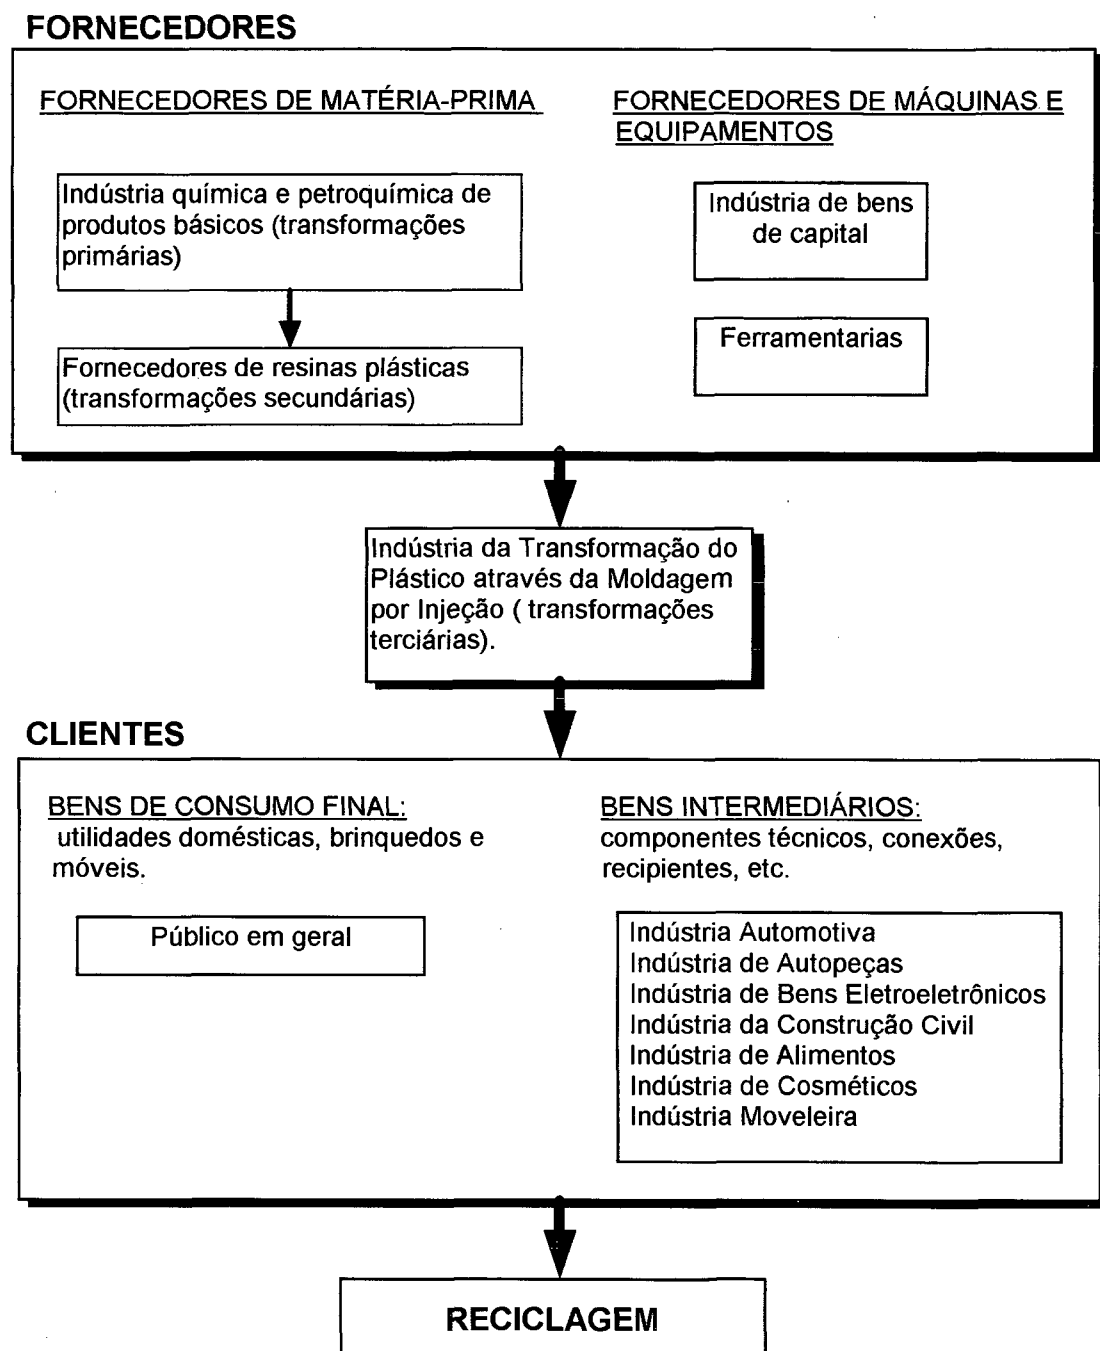 FORNECEDORES
FORNECEDORES DE MATÉRIA-PRIMA
Indústria química e petroquímica de
produtos básicos (transformações
primárias)
Fornecedores de resinas plásticas
(transformações secundárias)
FORNECEDORES DE MÁQUINAS E
EQUIPAMENTOS
Indústria de bens
de capital
Ferramentarias
Indústria da Transformação do
Plástico através da Moldagem
por Injeção ( transformações
terciárias).
CLIENTES
BENS DE CONSUMO FINAL:
utilidades domésticas, brinquedos e
móveis.
Público em geral
BENS INTERMEDIÁRIOS:
componentes técnicos, conexões,
recipientes, etc.
Indústria Automotiva
Indústria de Autopeças
Indústria de Bens Eletroeletrônicos
Indústria da Construção Civil
Indústria de Alimentos
Indústria de Cosméticos
Indústria Moveleira
RECICLAGEM